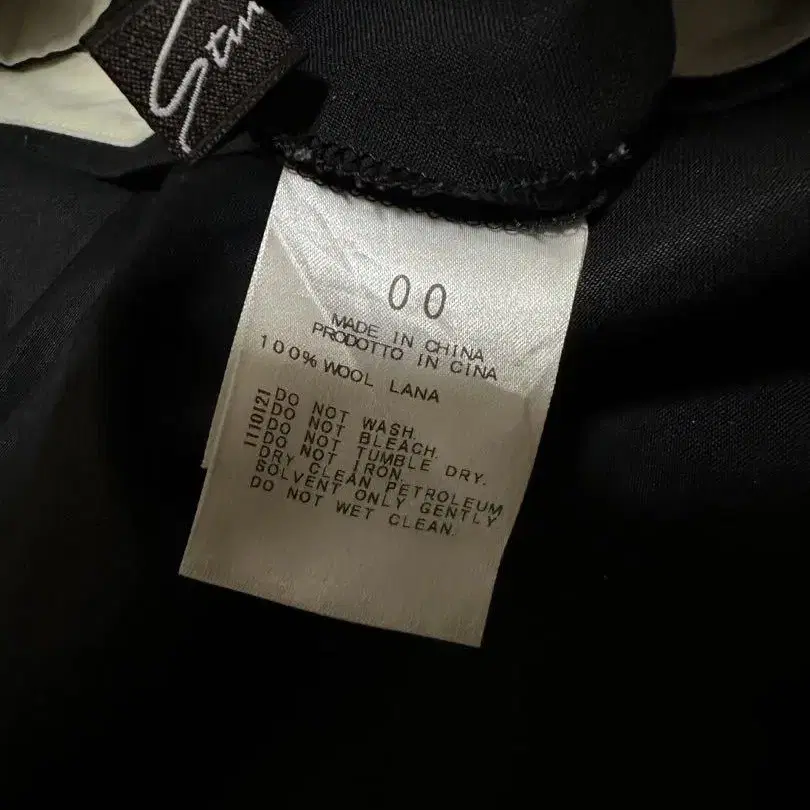 00
MADE IN CHINA
PRODOTTO IN CINA
100% WOOL LANA
DO NOT WASH.
DO NOT BLEACH.
DO NOT TUMBLE DRY.
DO NOT IRON.
DRY CLEAN PETROLEUM
SOLVENT ONLY GENTLY
DO NOT WET CLEAN.
1110121